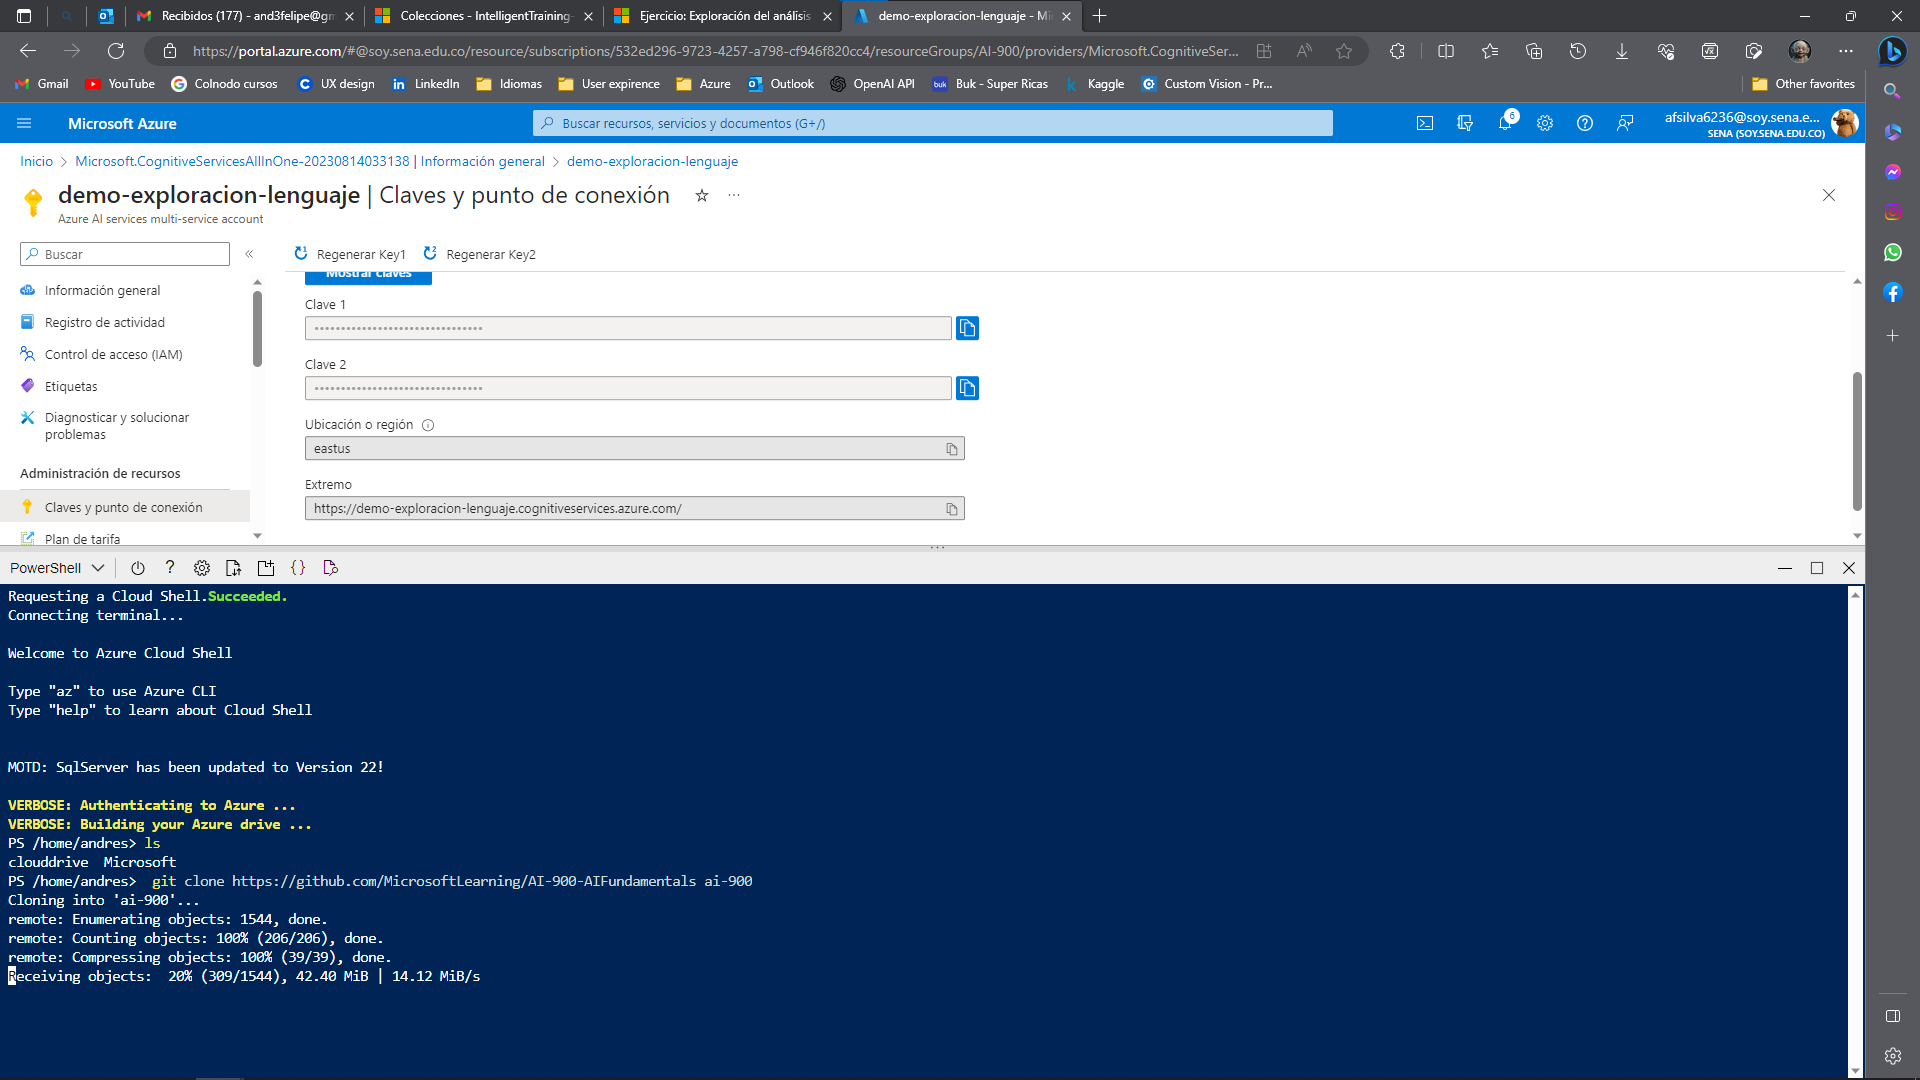 Recibidos (177) - and3felipe@gm
Colecciones - IntelligentTraining-
Ejercicio: Exploración del análisis
demo-exploracion-lenguaje - Mi
https://portal.azure.com/#@soy.sena.edu.co/resource/subscriptions/532ed296-9723-4257-a798-cf946f820cc4/resourceGroups/AI-900/providers/Microsoft.CognitiveSer...
Gmail YouTube Colnodo cursos UX design LinkedIn Idiomas User expirence Azure Outlook OpenAI API Buk - Super Ricas Kaggle Custom Vision - Pr... Other favorites
Microsoft Azure
Buscar recursos, servicios y documentos (G+/)
6
afsilva6236@soy.sena.e...
SENA (SOY.SENA.EDU.CO)
Inicio > Microsoft.CognitiveServicesAllInOne-20230814033138 | Información general > demo-exploracion-lenguaje
demo-exploracion-lenguaje | Claves y punto de conexión
Azure AI services multi-service account
Buscar
Regenerar Key1
Regenerar Key2
Información general
Registro de actividad
Control de acceso (IAM)
Etiquetas
Diagnosticar y solucionar
problemas
Administración de recursos
Claves y punto de conexión
Plan de tarifa
Mostrar claves
Clave 1
Clave 2
Ubicación o región
eastus
Extremo
https://demo-exploracion-lenguaje.cognitiveservices.azure.com/
PowerShell
Requesting a Cloud Shell.Succeeded.
Connecting terminal...
Welcome to Azure Cloud Shell
Type "az" to use Azure CLI
Type "help" to learn about Cloud Shell
MOTD: SqlServer has been updated to Version 22!
VERBOSE: Authenticating to Azure ...
VERBOSE: Building your Azure drive ...
PS /home/andres> ls
clouddrive  Microsoft
PS /home/andres>  git clone https://github.com/MicrosoftLearning/AI-900-AIFundamentals ai-900
Cloning into 'ai-900'...
remote: Enumerating objects: 1544, done.
remote: Counting objects: 100% (206/206), done.
remote: Compressing objects: 100% (39/39), done.
Receiving objects:  20% (309/1544), 42.40 MiB | 14.12 MiB/s